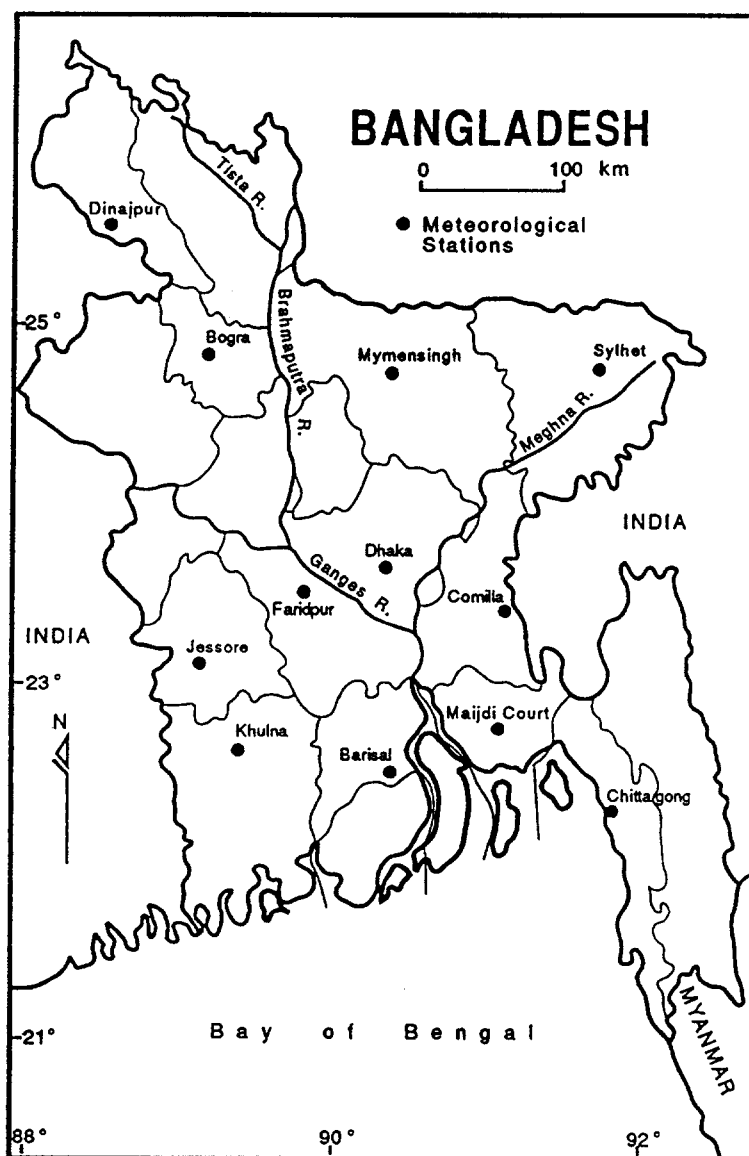 BANGLADESH
0 100 km
Meteorological
Stations
Tista R.
Dinajpur
25°
Bogra
Brahmaputra
R.
Mymensingh
Sylhet
Meghna R.
INDIA
Dhaka
Ganges R.
Faridpur
Comilla
INDIA
Jessore
23°
N
Khulna
Maijdi Court
Barisal
Chittagong
21°
Bay of Bengal
MYANMAR
88°
90°
92°